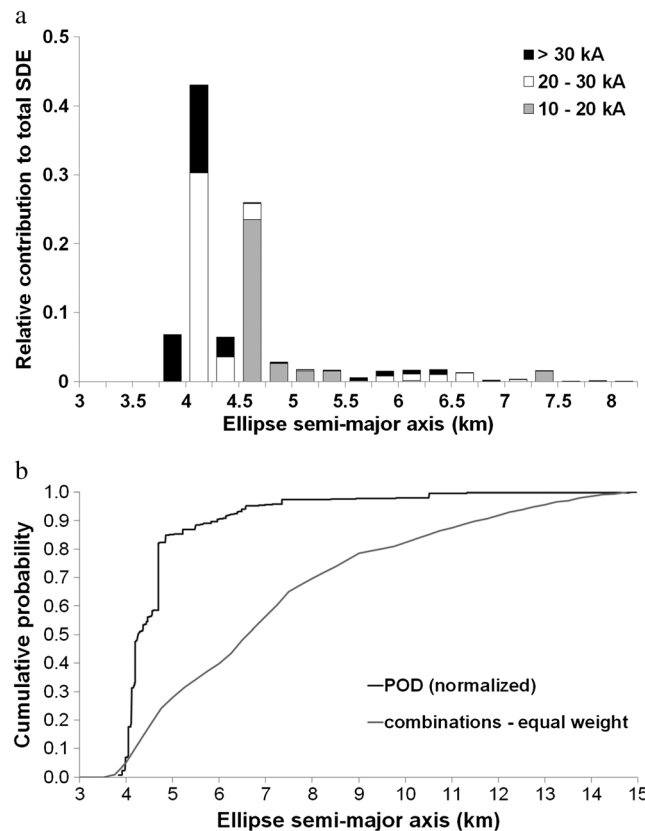 a
Relative contribution to total SDE
0.5
0.4
0.3
0.2
0.1
0
> 30 kA
20 - 30 kA
10 - 20 kA
3 3.5 4 4.5 5 5.5 6 6.5 7 7.5 8
Ellipse semi-major axis (km)
b
Cumulative probability
1.0
0.9
0.8
0.7
0.6
0.5
0.4
0.3
0.2
0.1
0.0
POD (normalized)
combinations - equal weight
3 4 5 6 7 8 9 10 11 12 13 14 15
Ellipse semi-major axis (km)